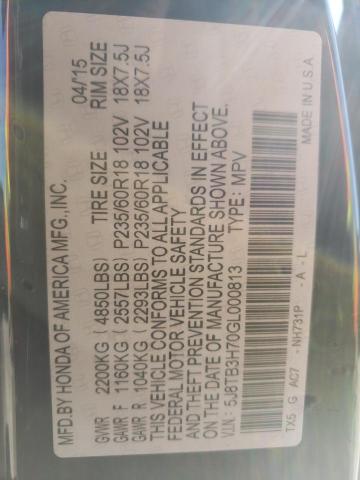 MFD.BY HONDA OF AMERICA MFG.,INC. 04/15
TIRE SIZE RIM SIZE
GVWR 2200KG (4850LBS)
GAWR F 1160KG (2557LBS) P235/60R18 102V 18X7.5J
GAWR R 1040KG (2293LBS) P235/60R18 102V 18X7.5J
THIS VEHICLE CONFORMS TO ALL APPLICABLE
FEDERAL MOTOR VEHICLE SAFETY
AND THEFT PREVENTION STANDARDS IN EFFECT
ON THE DATE OF MANUFACTURE SHOWN ABOVE.
V.I.N.: 5J8TB3H70GL000813 TYPE: MPV
TX5 G AC7 - NH731P - A - L MADE IN U.S.A